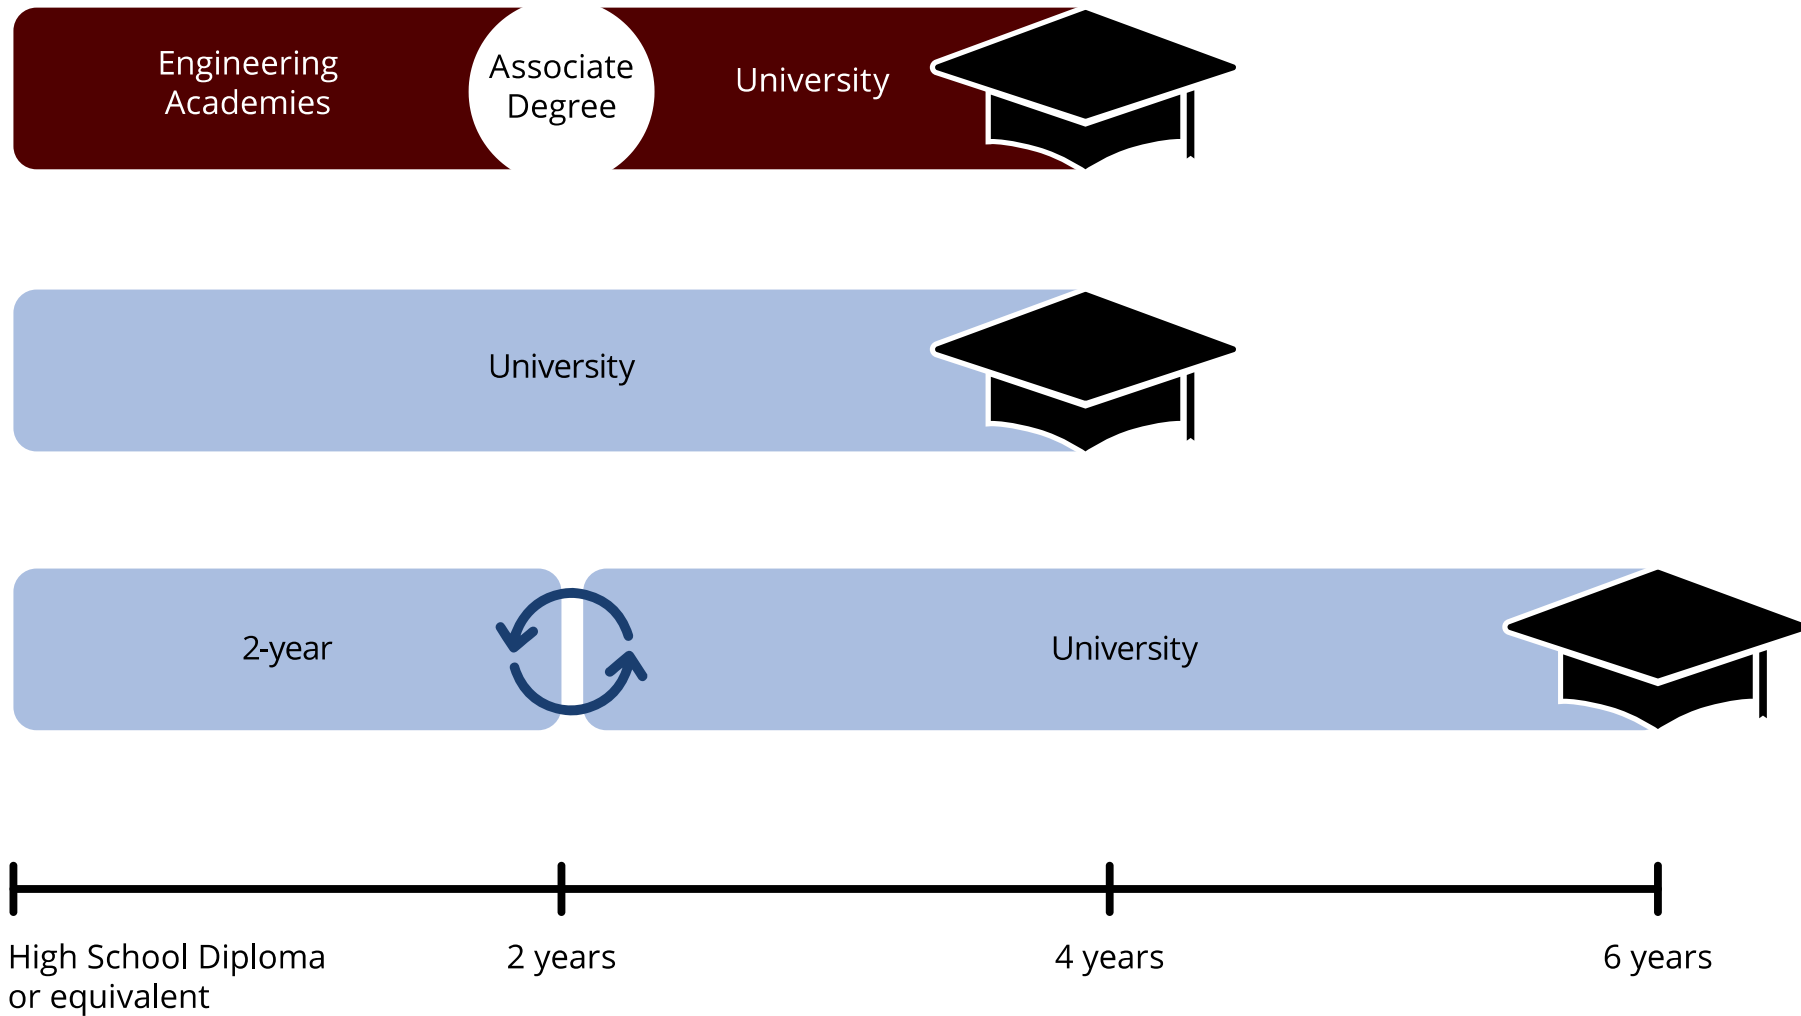 Engineering
Academies
Associate
Degree
University
University
2-year
University
High School Diploma
or equivalent
2 years
4 years
6 years